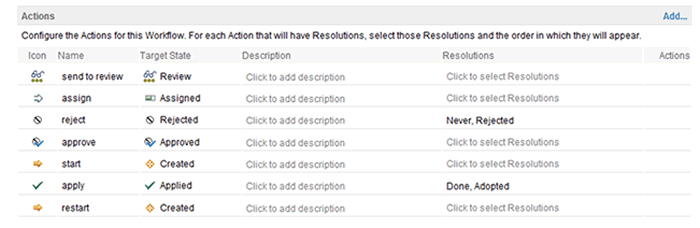 Actions Add...
Configure the Actions for this Workflow. For each Action that will have Resolutions, select those Resolutions and the order in which they will appear.
Icon Name Target State Description Resolutions Actions
send to review Review Click to add description Click to select Resolutions
assign Assigned Click to add description Click to select Resolutions
reject Rejected Click to add description Never, Rejected
approve Approved Click to add description Click to select Resolutions
start Created Click to add description Click to select Resolutions
apply Applied Click to add description Done, Adopted
restart Created Click to add description Click to select Resolutions